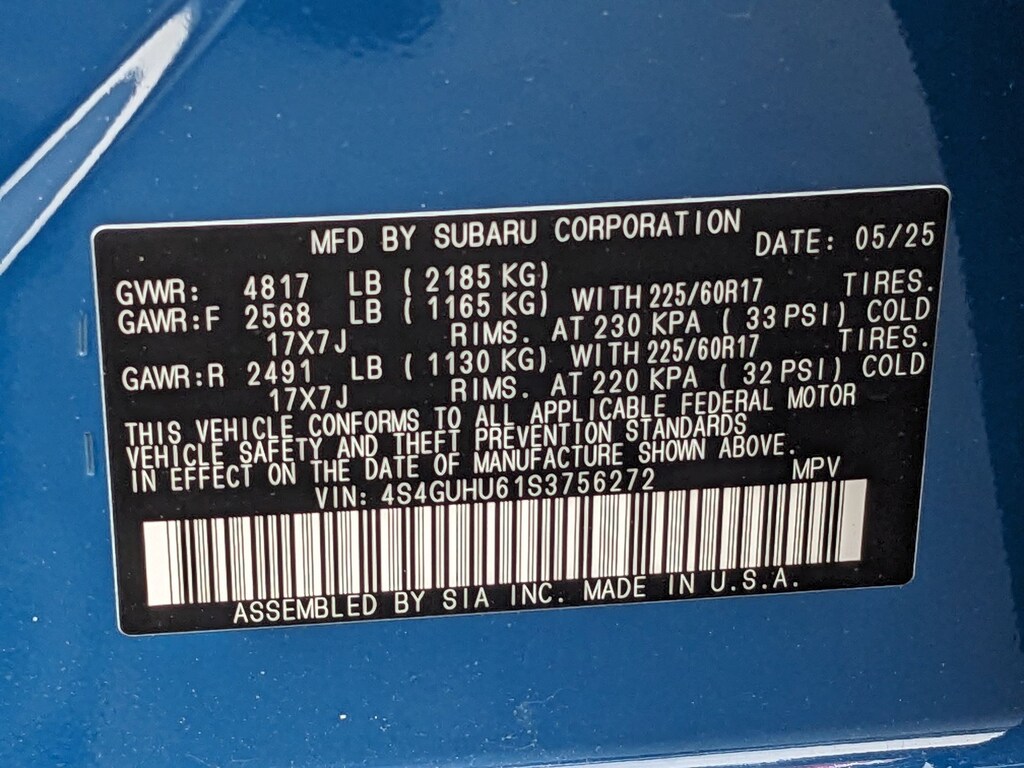 MFD BY SUBARU CORPORATION DATE: 05/25
GVWR: 4817 LB ( 2185 KG)
GAWR:F 2568 LB ( 1165 KG) WITH 225/60R17 TIRES.
17X7J RIMS. AT 230 KPA ( 33 PSI) COLD
GAWR:R 2491 LB ( 1130 KG) WITH 225/60R17 TIRES.
17X7J RIMS. AT 220 KPA ( 32 PSI) COLD
THIS VEHICLE CONFORMS TO ALL APPLICABLE FEDERAL MOTOR
VEHICLE SAFETY AND THEFT PREVENTION STANDARDS
IN EFFECT ON THE DATE OF MANUFACTURE SHOWN ABOVE.
VIN: 4S4GUHU61S3756272 MPV
ASSEMBLED BY SIA INC. MADE IN U.S.A.